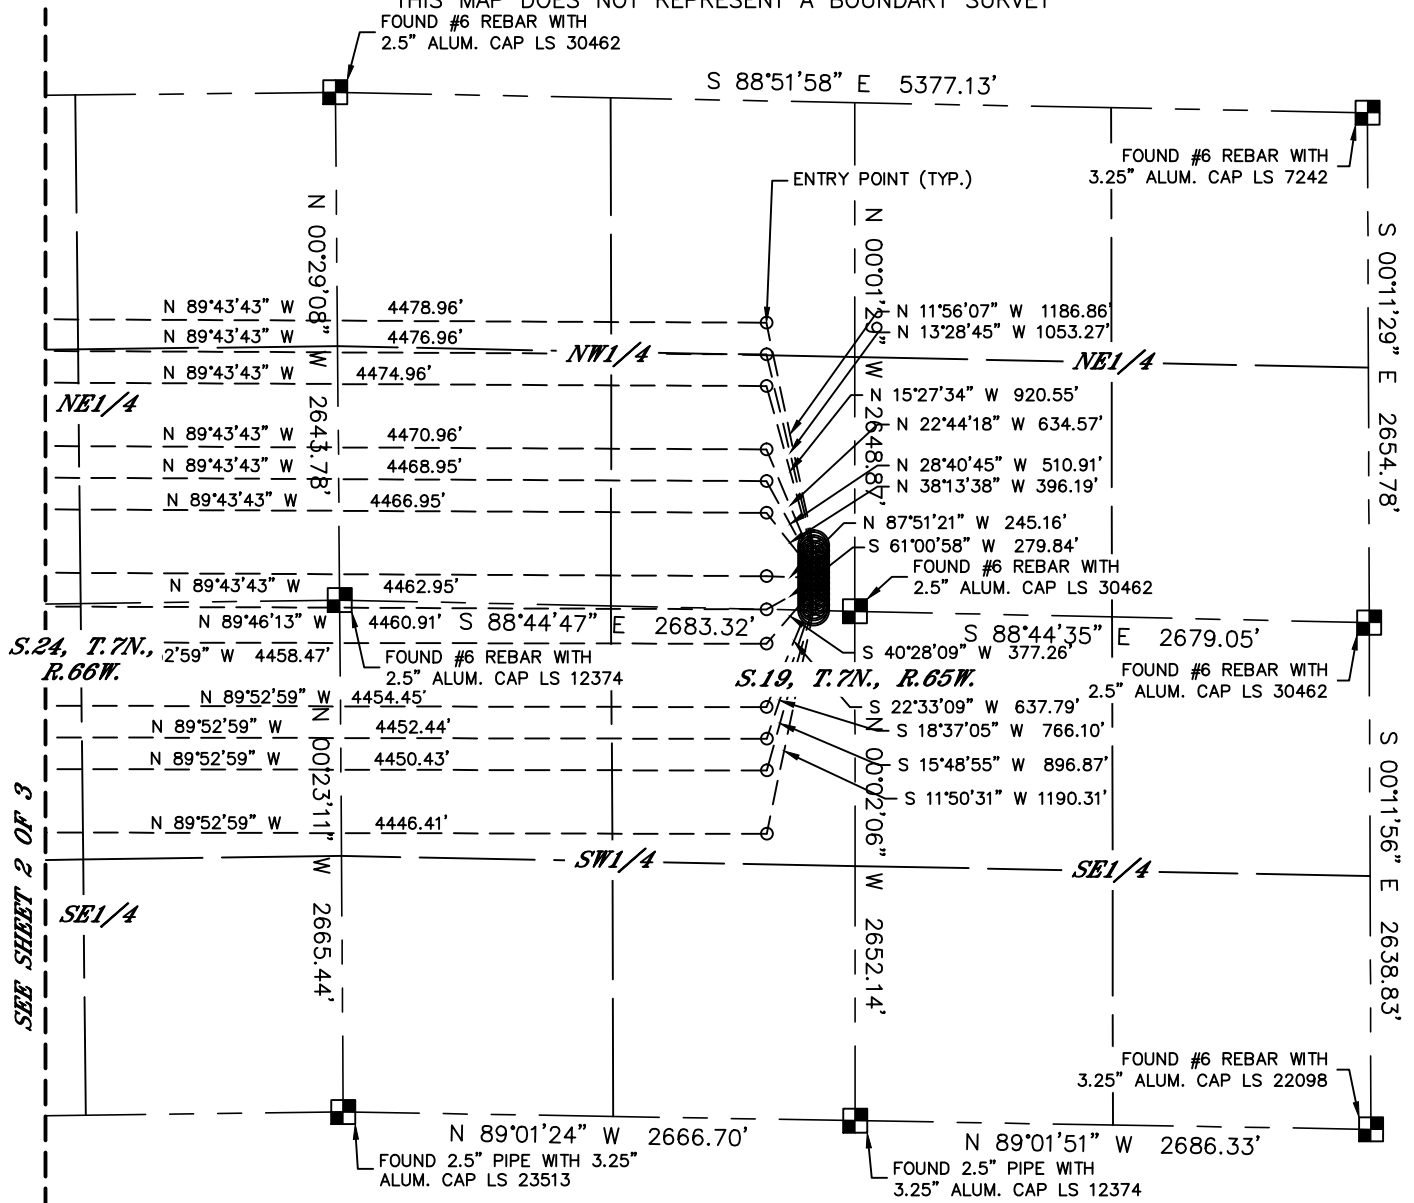 THIS MAP DOES NOT REPRESENT A BOUNDARY SURVEY
FOUND #6 REBAR WITH
2.5" ALUM. CAP LS 30462
S 88°51'58" E 5377.13'
FOUND #6 REBAR WITH
3.25" ALUM. CAP LS 7242
ENTRY POINT (TYP.)
N 00°29'08" W 2643.78'
N 00°01'29" W 2648.87'
S 00°11'29" E 2654.78'
N 89°43'43" W 4478.96'
N 89°43'43" W 4476.96'
N 89°43'43" W 4474.96'
N 89°43'43" W 4470.96'
N 89°43'43" W 4468.95'
N 89°43'43" W 4466.95'
N 89°43'43" W 4462.95'
N 89°46'13" W 4460.91'
2'59" W 4458.47'
N 89°52'59" W 4454.45'
N 89°52'59" W 4452.44'
N 89°52'59" W 4450.43'
N 89°52'59" W 4446.41'
N 11°56'07" W 1186.86'
N 13°28'45" W 1053.27'
N 15°27'34" W 920.55'
N 22°44'18" W 634.57'
N 28°40'45" W 510.91'
N 38°13'38" W 396.19'
N 87°51'21" W 245.16'
S 61°00'58" W 279.84'
FOUND #6 REBAR WITH
2.5" ALUM. CAP LS 30462
S 40°28'09" W 377.26'
S 22°33'09" W 637.79'
S 18°37'05" W 766.10'
S 15°48'55" W 896.87'
S 11°50'31" W 1190.31'
NW1/4
NE1/4
NE1/4
S 88°44'47" E 2683.32'
S 88°44'35" E 2679.05'
S.24, T.7N.,
R.66W.
FOUND #6 REBAR WITH
2.5" ALUM. CAP LS 12374
S.19, T.7N., R.65W.
FOUND #6 REBAR WITH
2.5" ALUM. CAP LS 30462
N 00°23'11" W 2665.44'
N 00°02'06" W 2652.14'
S 00°11'56" E 2638.83'
SEE SHEET 2 OF 3
SW1/4
SE1/4
SE1/4
FOUND #6 REBAR WITH
3.25" ALUM. CAP LS 22098
N 89°01'24" W 2666.70'
N 89°01'51" W 2686.33'
FOUND 2.5" PIPE WITH 3.25"
ALUM. CAP LS 23513
FOUND 2.5" PIPE WITH
3.25" ALUM. CAP LS 12374